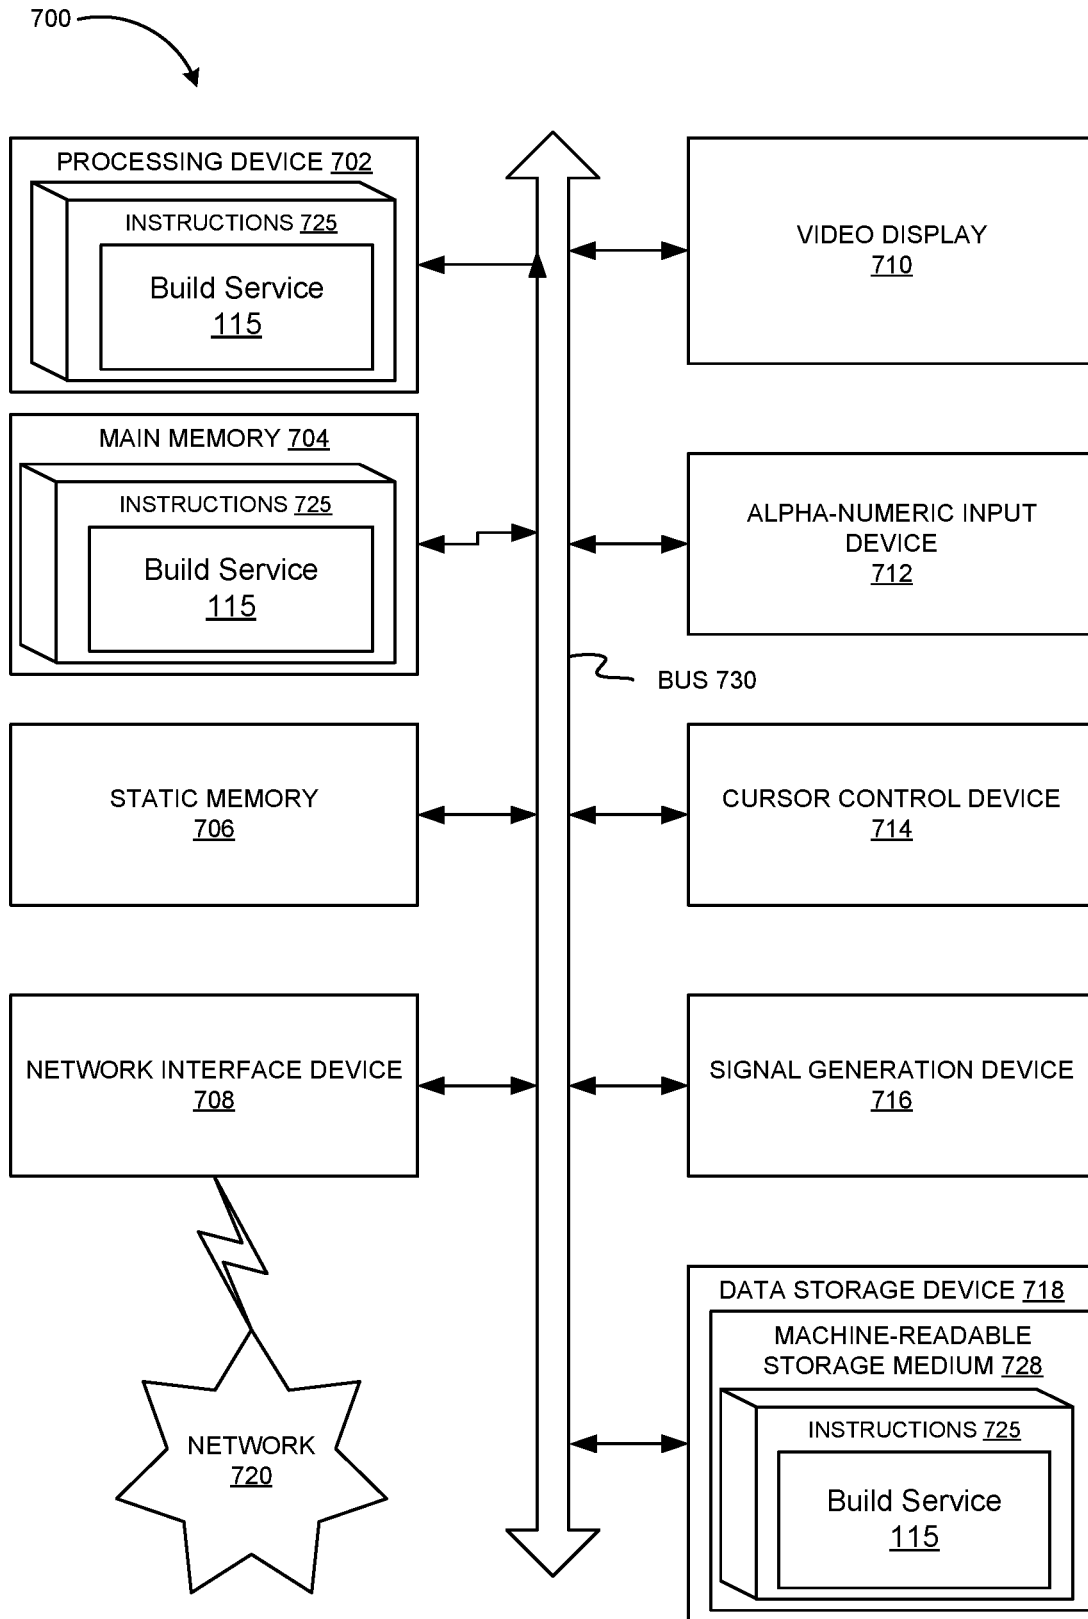 700
PROCESSING DEVICE 702
INSTRUCTIONS 725
Build Service
115
MAIN MEMORY 704
INSTRUCTIONS 725
Build Service
115
STATIC MEMORY
706
NETWORK INTERFACE DEVICE
708
NETWORK
720
VIDEO DISPLAY
710
ALPHA-NUMERIC INPUT
DEVICE
712
BUS 730
CURSOR CONTROL DEVICE
714
SIGNAL GENERATION DEVICE
716
DATA STORAGE DEVICE 718
MACHINE-READABLE
STORAGE MEDIUM 728
INSTRUCTIONS 725
Build Service
115